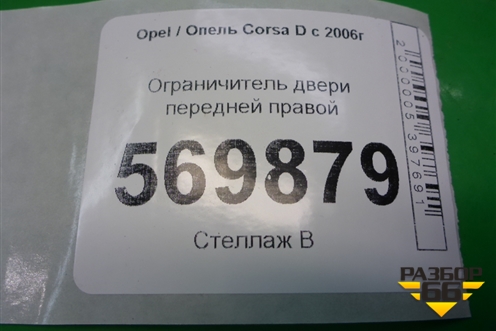 Opel / Опель Corsa D с 2006г
Ограничитель двери
передней правой
569879
Стеллаж В
2000005397691
РАЗБОР
66